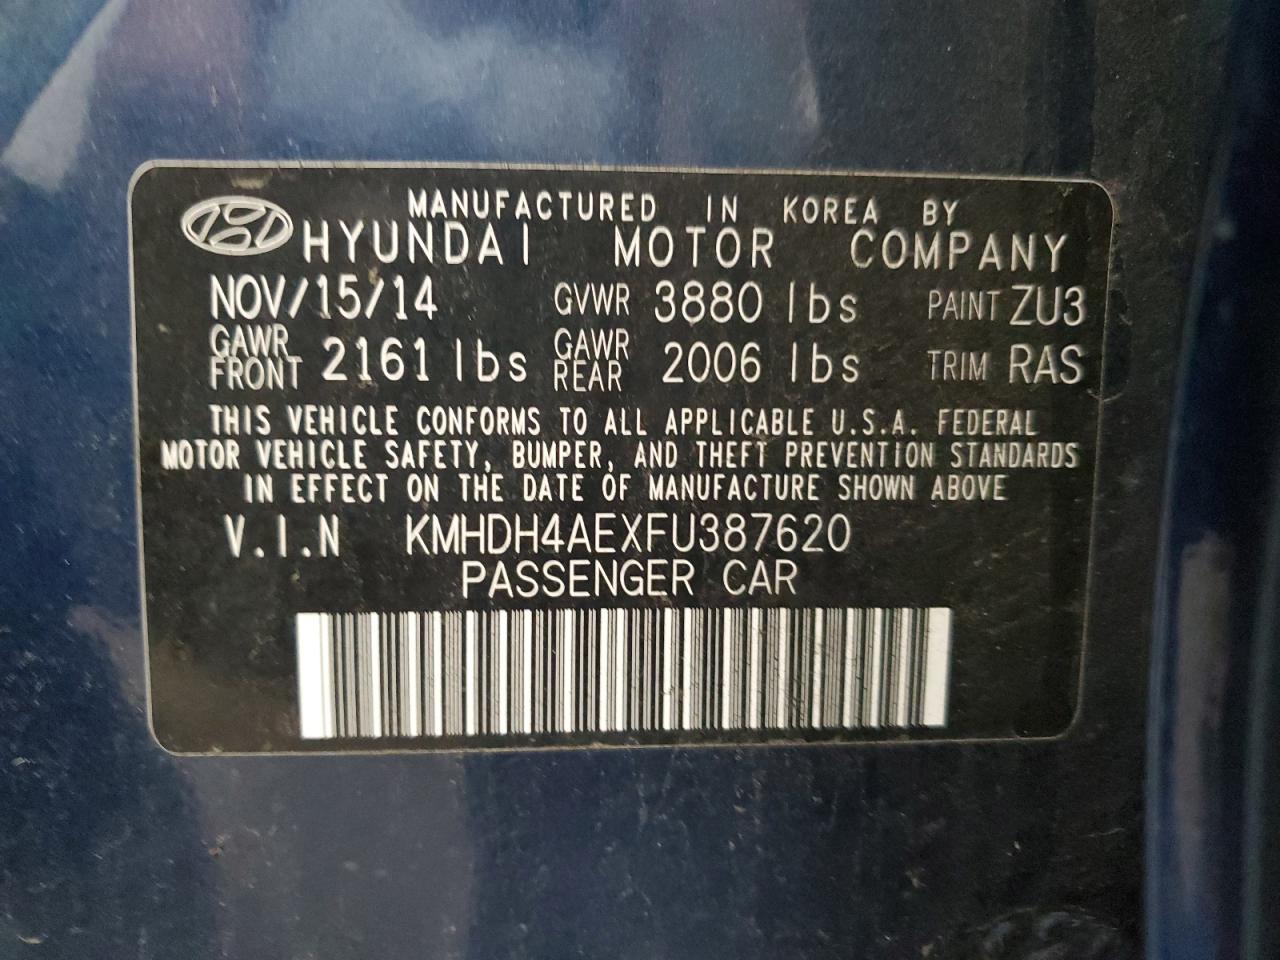 MANUFACTURED IN KOREA BY
HYUNDAI MOTOR COMPANY
NOV/15/14 GVWR 3880 lbs PAINT ZU3
GAWR FRONT 2161 lbs GAWR REAR 2006 lbs TRIM RAS
THIS VEHICLE CONFORMS TO ALL APPLICABLE U.S.A. FEDERAL
MOTOR VEHICLE SAFETY, BUMPER, AND THEFT PREVENTION STANDARDS
IN EFFECT ON THE DATE OF MANUFACTURE SHOWN ABOVE
V.I.N KMHDH4AEXFU387620
PASSENGER CAR